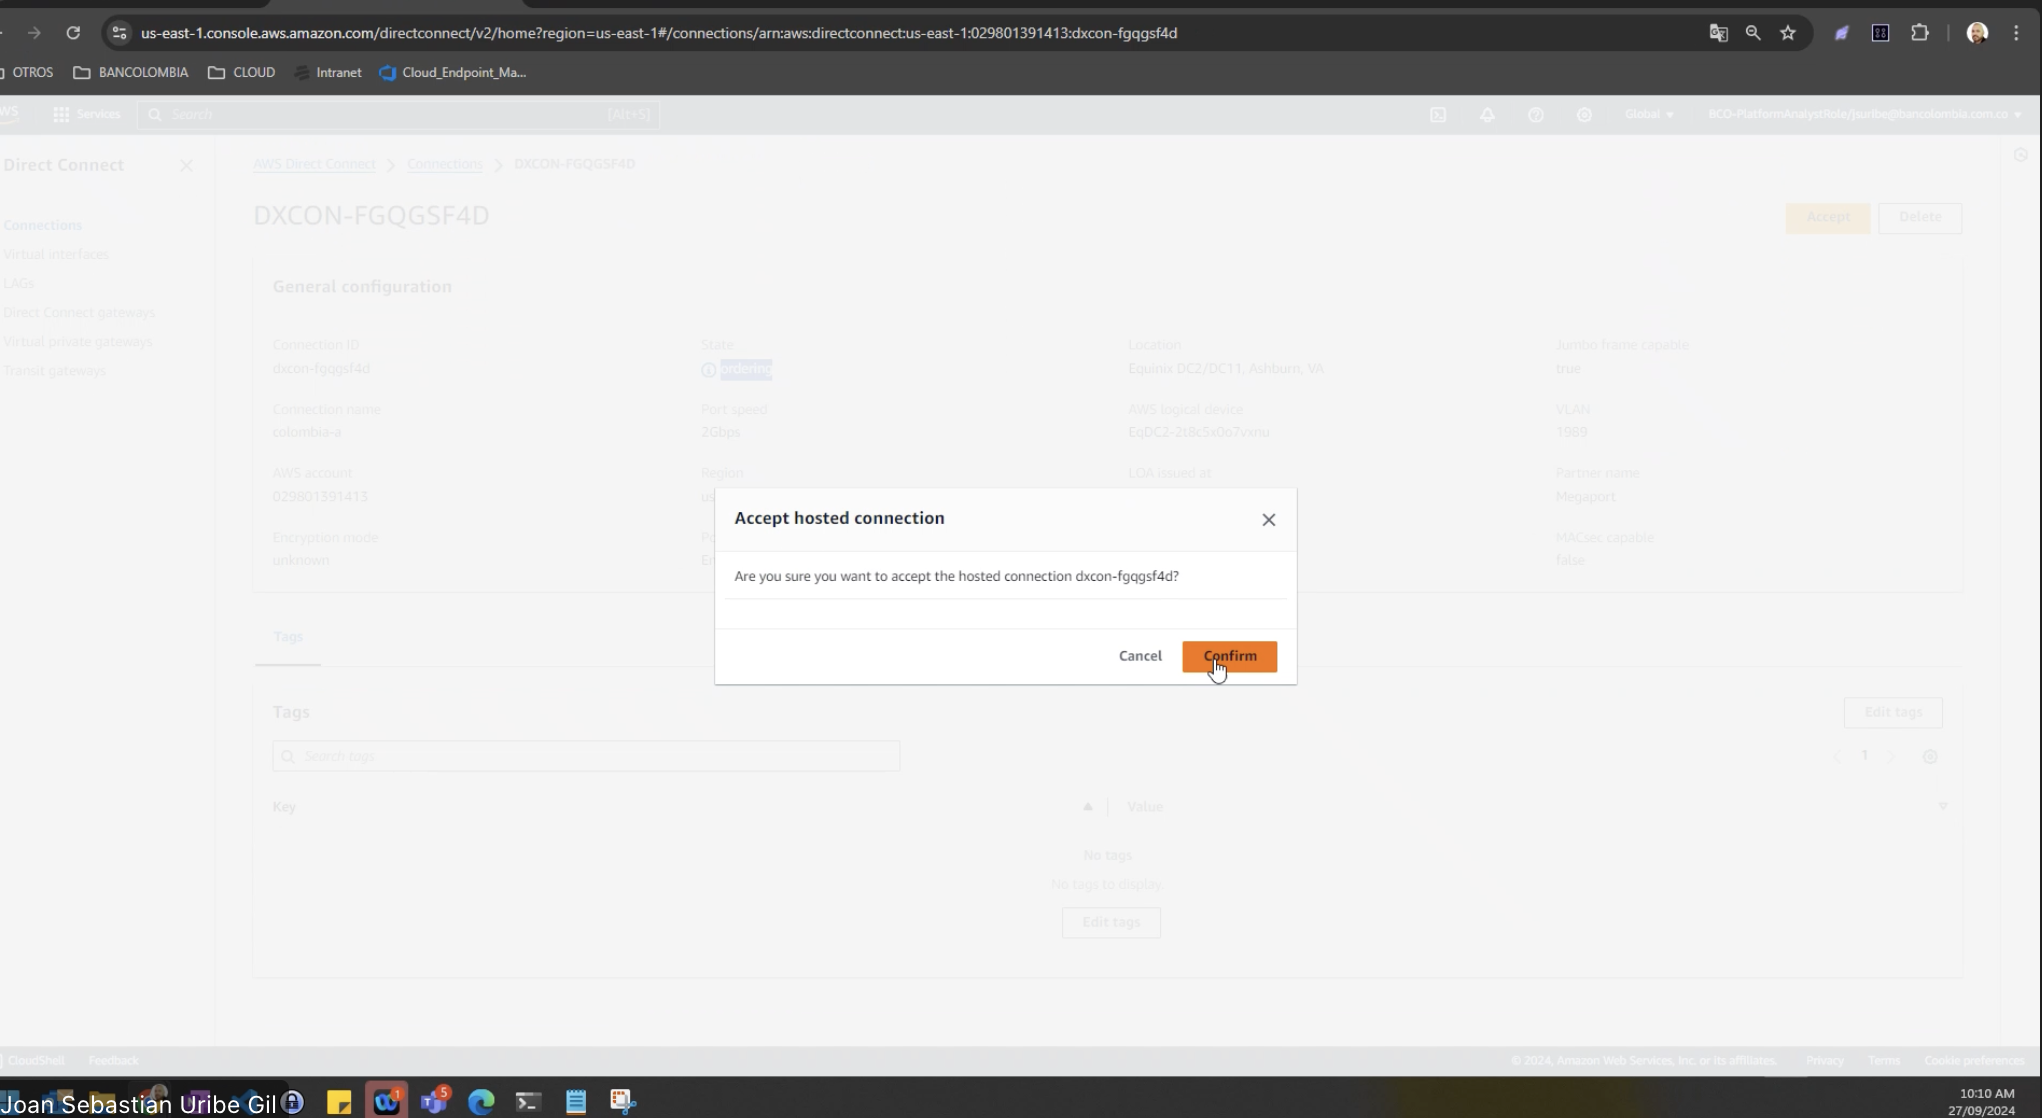 us-east-1.console.aws.amazon.com/directconnect/v2/home?region=us-east-1#/connections/arn:aws:directconnect:us-east-1:029801391413:dxcon-fgqgsf4d
OTROS BANCOLOMBIA CLOUD Intranet Cloud_Endpoint_Ma...
Services Search [Alt+S] Global BCO-PlatformAnalystRole/jsuribe@bancolombia.com.co
Direct Connect
AWS Direct Connect Connections DXCON-FGQGSF4D
DXCON-FGQGSF4D
Accept Delete
Connections
Virtual interfaces
LAGs
Direct Connect gateways
Virtual private gateways
Transit gateways
General configuration
Connection ID State Location Jumbo frame capable
dxcon-fgqgsf4d ordering Equinix DC2/DC11, Ashburn, VA true
Connection name Port speed AWS logical device VLAN
colombia-a 2Gbps EqDC2-2t8c5x0o7vxnu 1989
AWS account Region LOA issued at Partner name
029801391413 us Megaport
Encryption mode MACsec capable
unknown false
Accept hosted connection
Are you sure you want to accept the hosted connection dxcon-fgqgsf4d?
Cancel Confirm
Tags
Tags Edit tags
Search tags 1
Key Value
No tags
No tags to display
Edit tags
CloudShell Feedback © 2024, Amazon Web Services, Inc. or its affiliates. Privacy Terms Cookie preferences
Joan Sebastian Uribe Gil
1
5
10:10 AM
27/09/2024